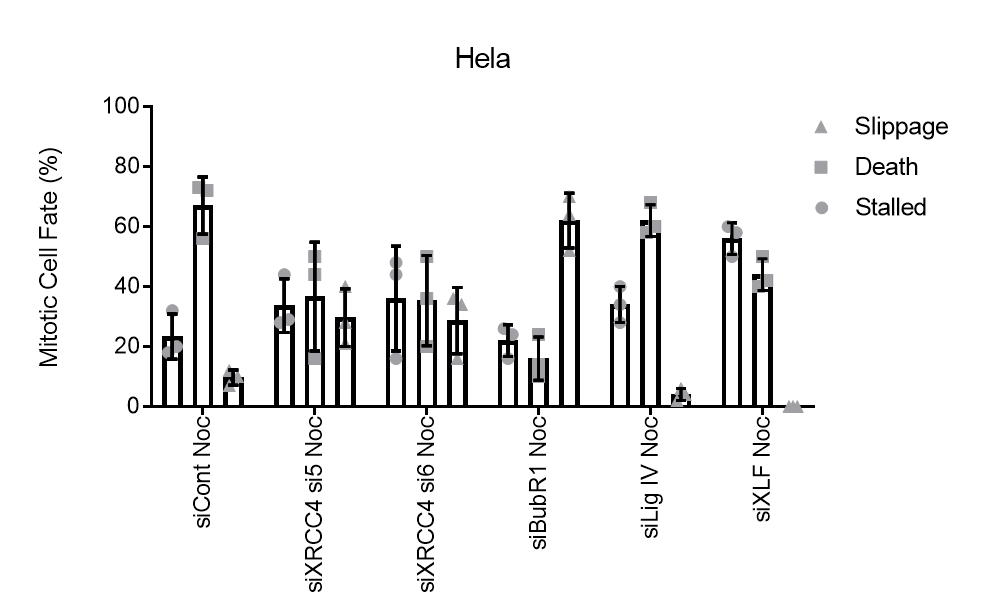 Hela
Mitotic Cell Fate (%)
100
80
60
40
20
0
siCont Noc
siXRCC4 si5 Noc
siXRCC4 si6 Noc
siBubR1 Noc
siLig IV Noc
siXLF Noc
Slippage
Death
Stalled